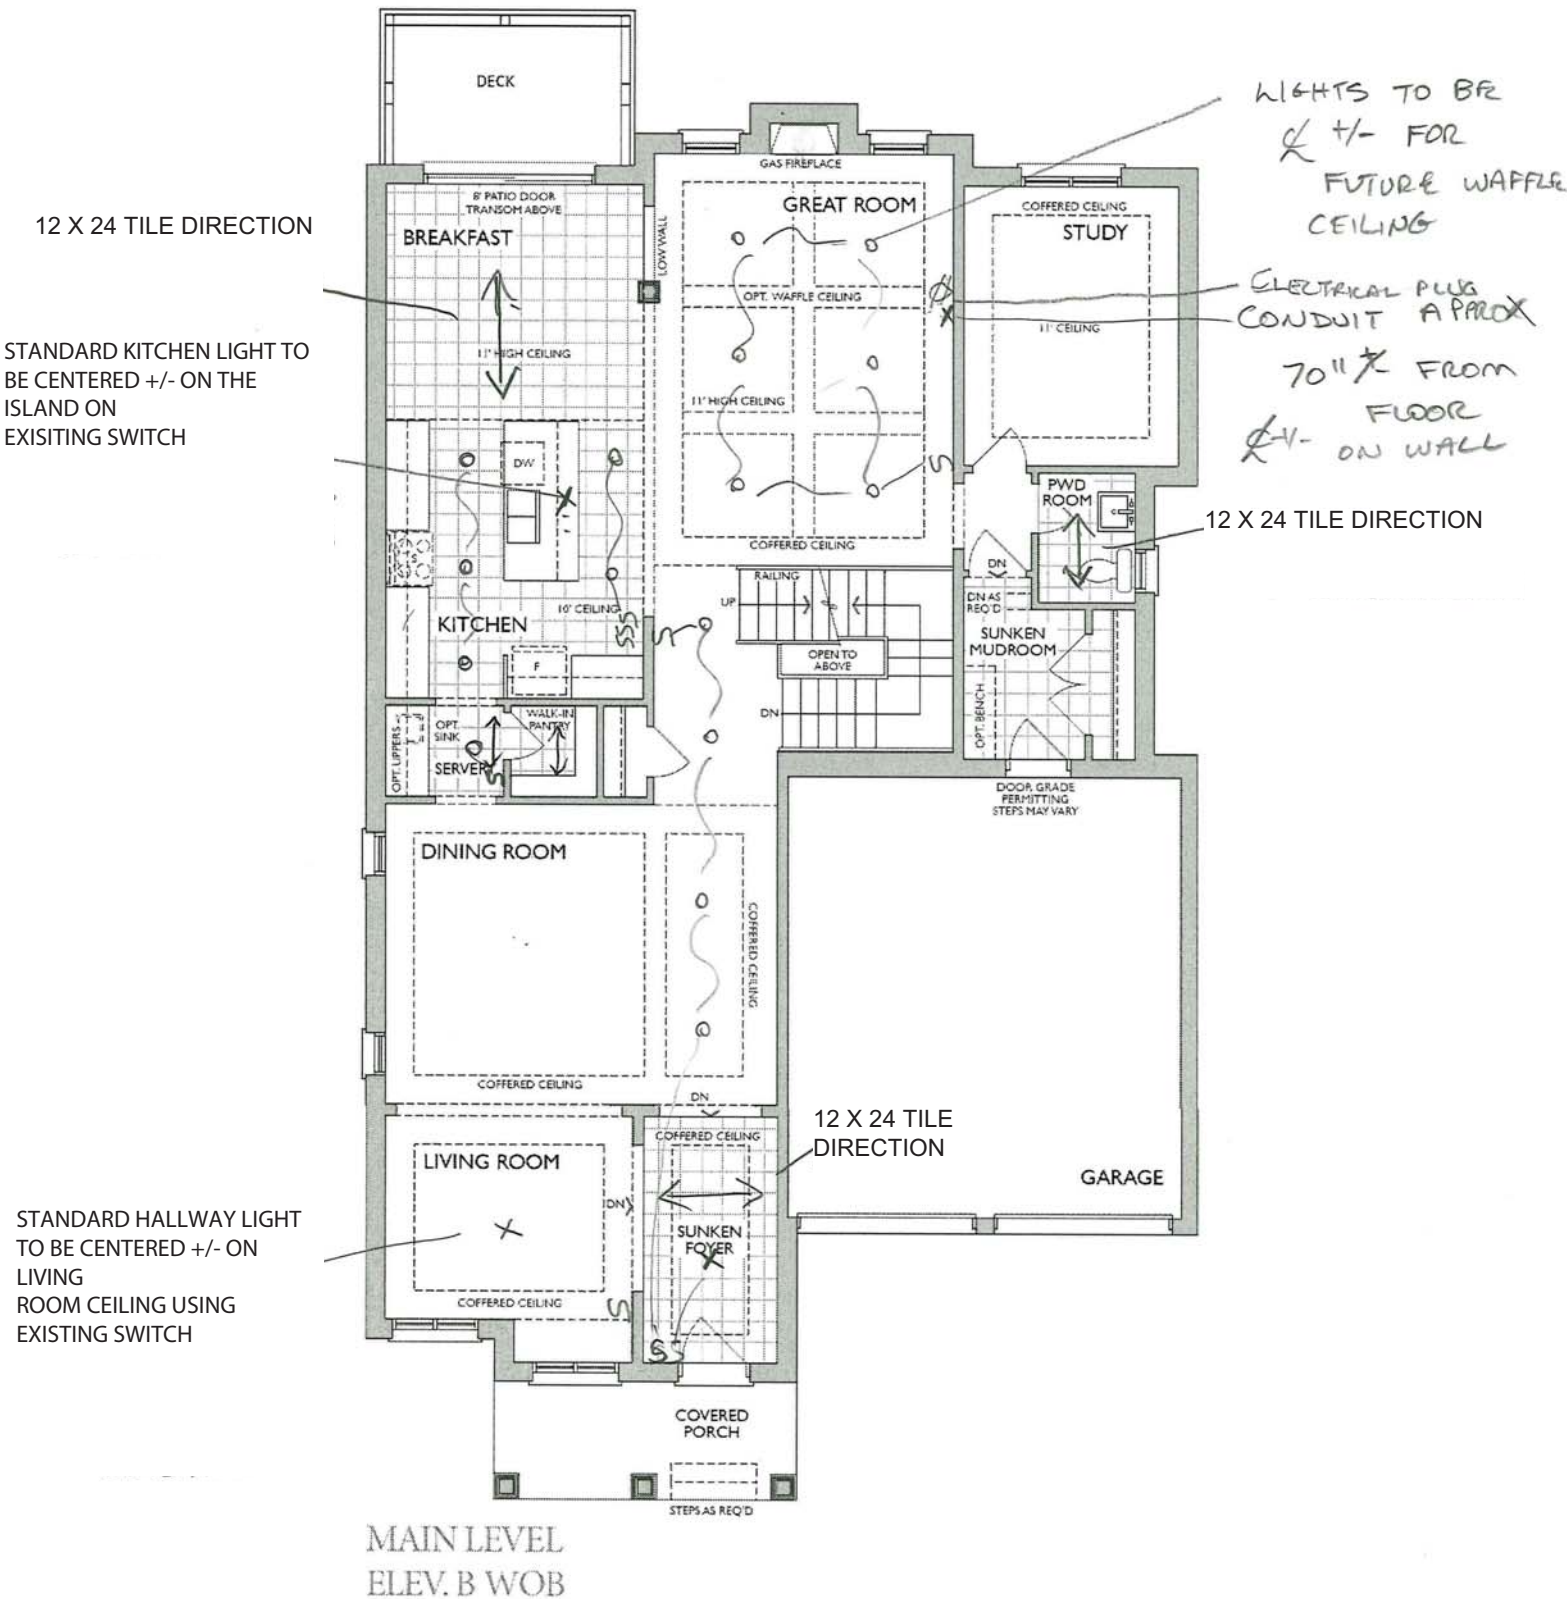 DECK
LIGHTS TO BE
℄ +/- FOR
FUTURE WAFFLE
CEILING
GAS FIREPLACE
8' PATIO DOOR
TRANSOM ABOVE
BREAKFAST
12 X 24 TILE DIRECTION
LOW WALL
GREAT ROOM
COFFERED CEILING
STUDY
OPT. WAFFLE CEILING
ELECTRICAL PLUG
CONDUIT APPROX
70" ± FROM
FLOOR
℄ +/- ON WALL
11' CEILING
STANDARD KITCHEN LIGHT TO
BE CENTERED +/- ON THE
ISLAND ON
EXISITING SWITCH
11' HIGH CEILING
11' HIGH CEILING
DW
S
PWD
ROOM
12 X 24 TILE DIRECTION
COFFERED CEILING
S
RAILING
UP
DN
DN AS
REQ'D
10' CEILING
KITCHEN
SSS
S
F
OPEN TO
ABOVE
SUNKEN
MUDROOM
OPT. BENCH
DN
OPT. UPPERS
OPT.
SINK
SERVER
S
WALK-IN
PANTRY
DOOR, GRADE
PERMITTING
STEPS MAY VARY
DINING ROOM
COFFERED CEILING
COFFERED CEILING
DN
12 X 24 TILE
DIRECTION
COFFERED CEILING
LIVING ROOM
DN
GARAGE
STANDARD HALLWAY LIGHT
TO BE CENTERED +/- ON
LIVING
ROOM CEILING USING
EXISTING SWITCH
SUNKEN
FOYER
COFFERED CEILING
S
SS
COVERED
PORCH
STEPS AS REQ'D
MAIN LEVEL
ELEV. B WOB